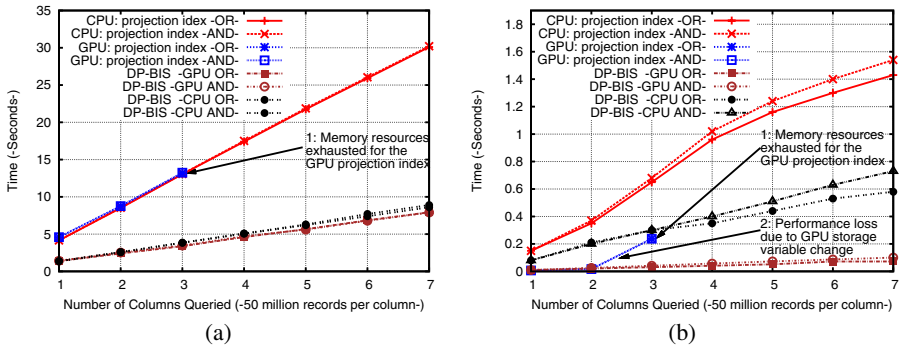 35
30
25
20
15
10
5
0
Time (-Seconds-)
CPU: projection index -OR-
CPU: projection index -AND-
GPU: projection index -OR-
GPU: projection index -AND-
DP-BIS -GPU OR-
DP-BIS -GPU AND-
DP-BIS -CPU OR-
DP-BIS -CPU AND-
1: Memory resources
exhausted for the
GPU projection index
1 2 3 4 5 6 7
Number of Columns Queried (-50 million records per column-)
(a)
1.8
1.6
1.4
1.2
1
0.8
0.6
0.4
0.2
0
Time (-Seconds-)
CPU: projection index -OR-
CPU: projection index -AND-
GPU: projection index -OR-
GPU: projection index -AND-
DP-BIS -GPU OR-
DP-BIS -GPU AND-
DP-BIS -CPU OR-
DP-BIS -CPU AND-
1: Memory resources
exhausted for the
GPU projection index
2: Performance loss
due to GPU storage
variable change
1 2 3 4 5 6 7
Number of Columns Queried (-50 million records per column-)
(b)